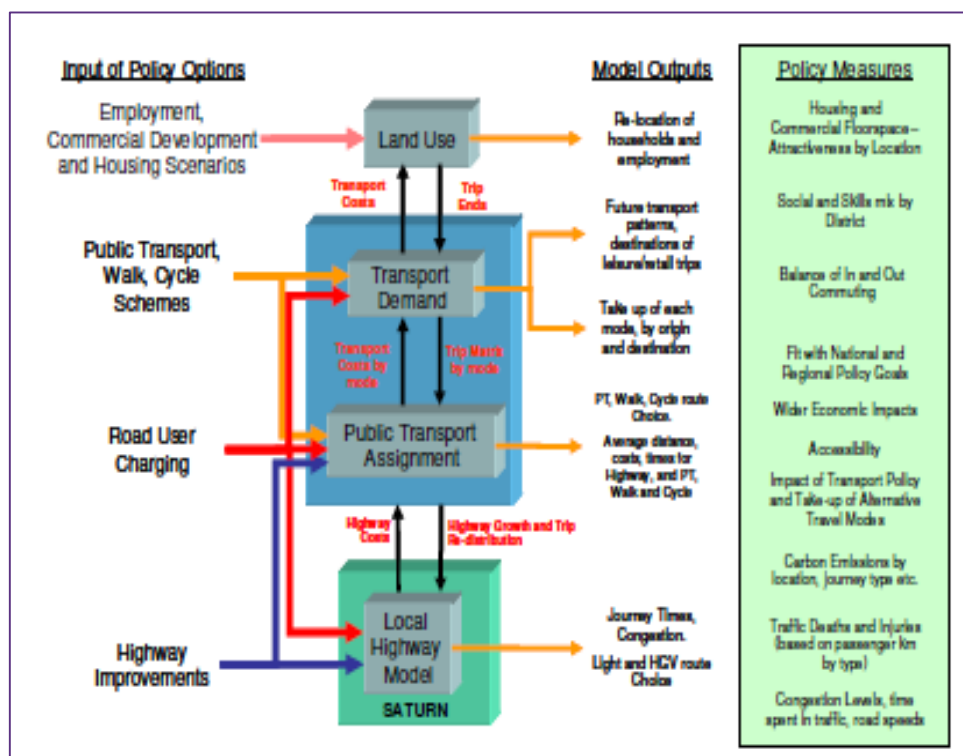 Input of Policy Options
Employment,
Commercial Development
and Housing Scenarios
Public Transport,
Walk, Cycle
Schemes
Road User
Charging
Highway
Improvements
Land Use
Transport
Costs
Trip
Ends
Transport
Demand
Transport
Costs by
mode
Trip Matrix
by mode
Public Transport
Assignment
Highway
Costs
Highway Growth and Trip
Re-distribution
Local
Highway
Model
SATURN
Model Outputs
Re-location of
households and
employment
Future transport
patterns,
destinations of
leisure/retail trips
Take up of each
mode, by origin
and destination
PT, Walk, Cycle route
Choice.
Average distance,
costs, times for
Highway, and PT,
Walk and Cycle
Journey Times,
Congestion.
Light and HGV route
Choice
Policy Measures
Housing and
Commercial Floorspace –
Attractiveness by Location
Social and Skills mix by
District
Balance of In and Out
Commuting
Fit with National and
Regional Policy Goals
Wider Economic Impacts
Accessibility
Impact of Transport Policy
and Take-up of Alternative
Travel Modes
Carbon Emissions by
location, journey type etc.
Traffic Deaths and Injuries
(based on passenger km
by type)
Congestion Levels, time
spent in traffic, road speeds